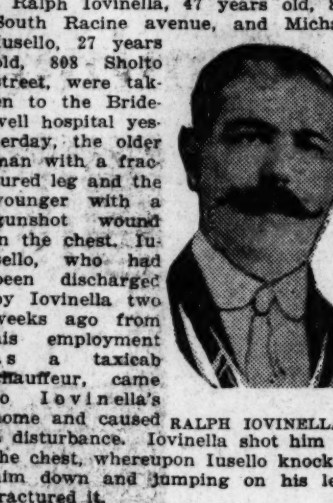 Ralph Iovinella, 47 years old,
South Racine avenue, and
Iusello, 27 years
old, 808 Sholto
street, were tak-
en to the Bride-
well hospital yes-
terday, the older
man with a frac-
tured leg and the
younger with a
gunshot wound
in the chest. Iu-
sello, who had
been discharged
by Iovinella two
weeks ago from
his employment
as a taxicab
chauffeur, came
to Iovinella's
home and caused
RALPH IOVINELLA
disturbance. Iovinella shot him
the chest, whereupon Iusello knock
him down and jumping on his
fractured it.